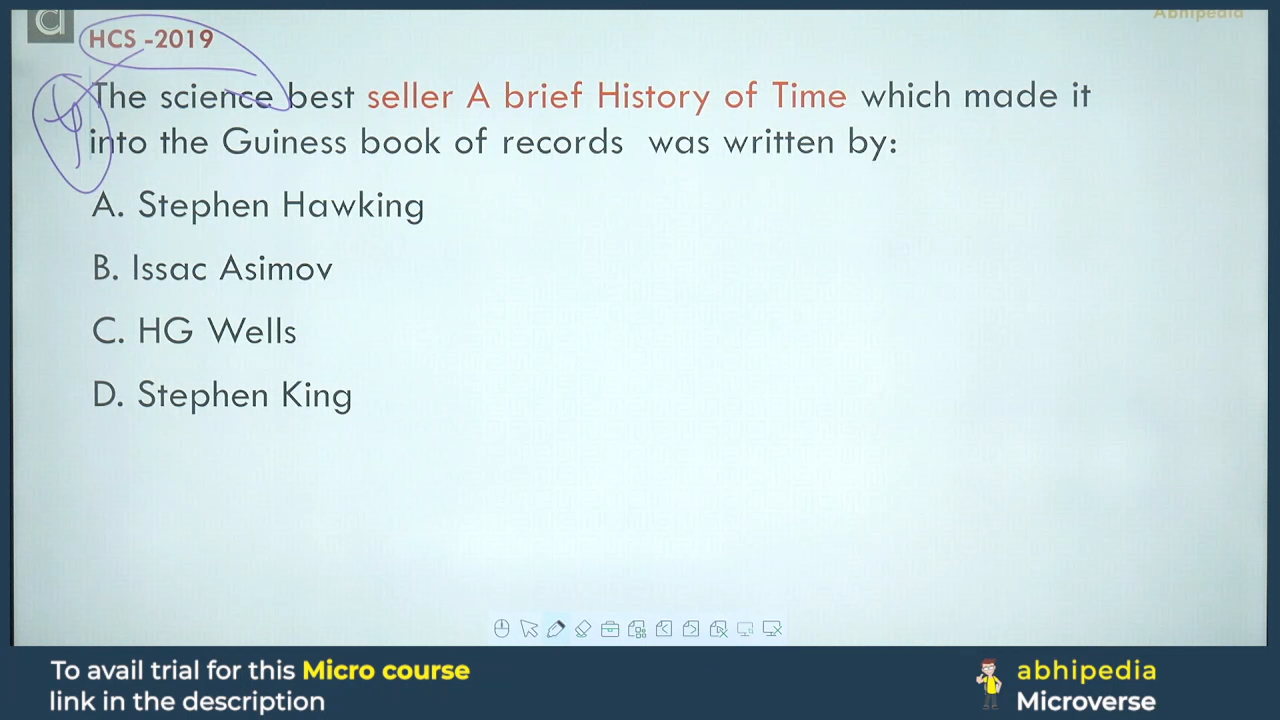 Abhipedia
HCS -2019
The science best seller A brief History of Time which made it
into the Guiness book of records was written by:
A. Stephen Hawking
B. Issac Asimov
C. HG Wells
D. Stephen King
To avail trial for this Micro course
link in the description
abhipedia
Microverse